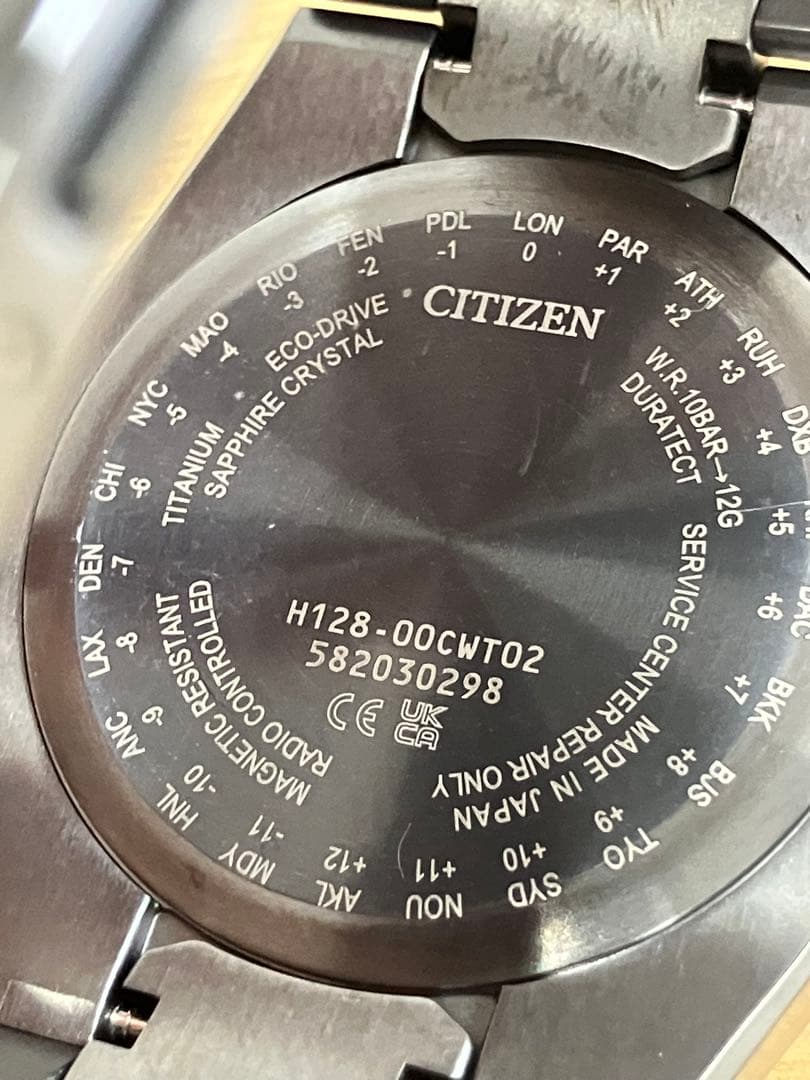 CITIZEN
W.R.10BAR→12G
DURATECT
SERVICE CENTER REPAIR ONLY
MADE IN JAPAN
RADIO CONTROLLED
MAGNETIC RESISTANT
TITANIUM
SAPPHIRE CRYSTAL
ECO-DRIVE
H128-00CWT02
582030298
CE UKCA
LON 0
PAR +1
ATH +2
RUH +3
DXB +4
+5
DAC +6
BKK +7
BJS +8
TYO +9
SYD +10
NOU +11
AKL +12
MDY -11
HNL -10
ANC -9
LAX -8
DEN -7
CHI -6
NYC -5
MAO -4
RIO -3
FEN -2
PDL -1